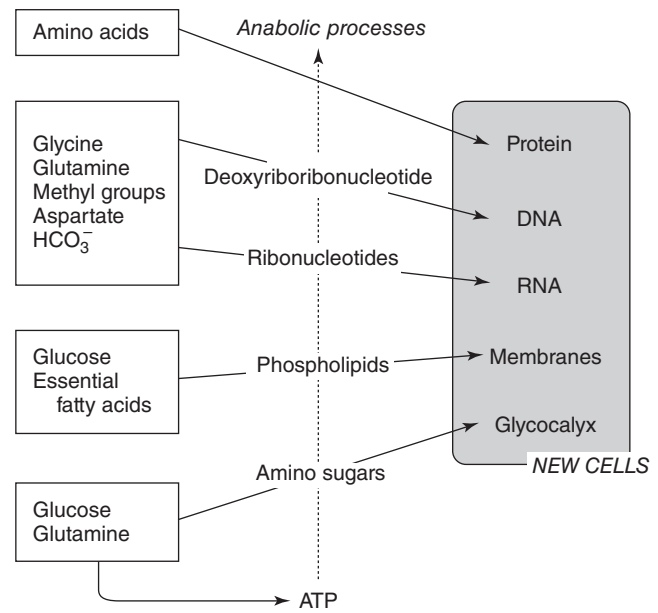 Amino acids
Anabolic processes
Glycine
Glutamine
Methyl groups
Aspartate
HCO3−
Deoxyriboribonucleotide
Ribonucleotides
Protein
DNA
RNA
Glucose
Essential
fatty acids
Phospholipids
Membranes
Glycocalyx
NEW CELLS
Amino sugars
Glucose
Glutamine
ATP